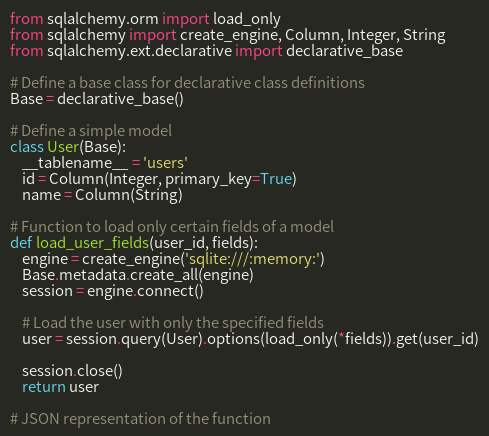 from sqlalchemy.orm import load_only
from sqlalchemy import create_engine, Column, Integer, String
from sqlalchemy.ext.declarative import declarative_base

# Define a base class for declarative class definitions
Base = declarative_base()

# Define a simple model
class User(Base):
    __tablename__ = 'users'
    id = Column(Integer, primary_key=True)
    name = Column(String)

# Function to load only certain fields of a model
def load_user_fields(user_id, fields):
    engine = create_engine('sqlite:///:memory:')
    Base.metadata.create_all(engine)
    session = engine.connect()

    # Load the user with only the specified fields
    user = session.query(User).options(load_only(*fields)).get(user_id)

    session.close()
    return user

# JSON representation of the function